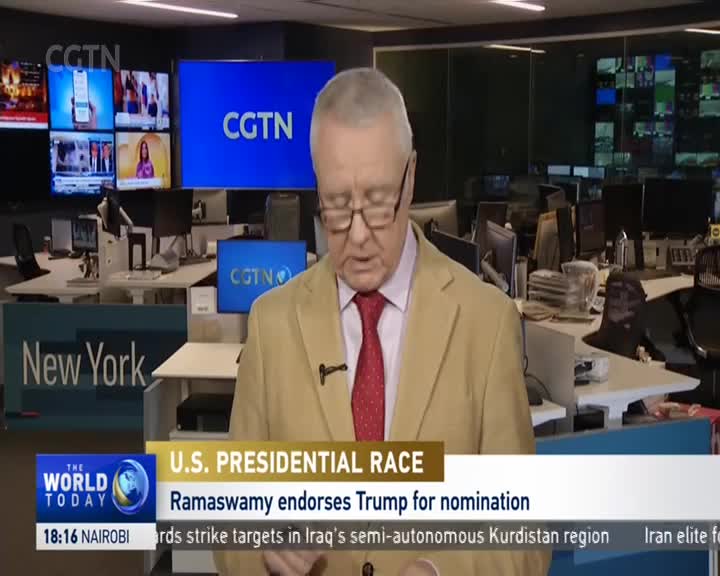 CGTN
CGTN
CGTN
New York
U.S. PRESIDENTIAL RACE
THE
WORLD
TODAY
Ramaswamy endorses Trump for nomination
18:16 NAIROBI
ards strike targets in Iraq's semi-autonomous Kurdistan region
Iran elite f